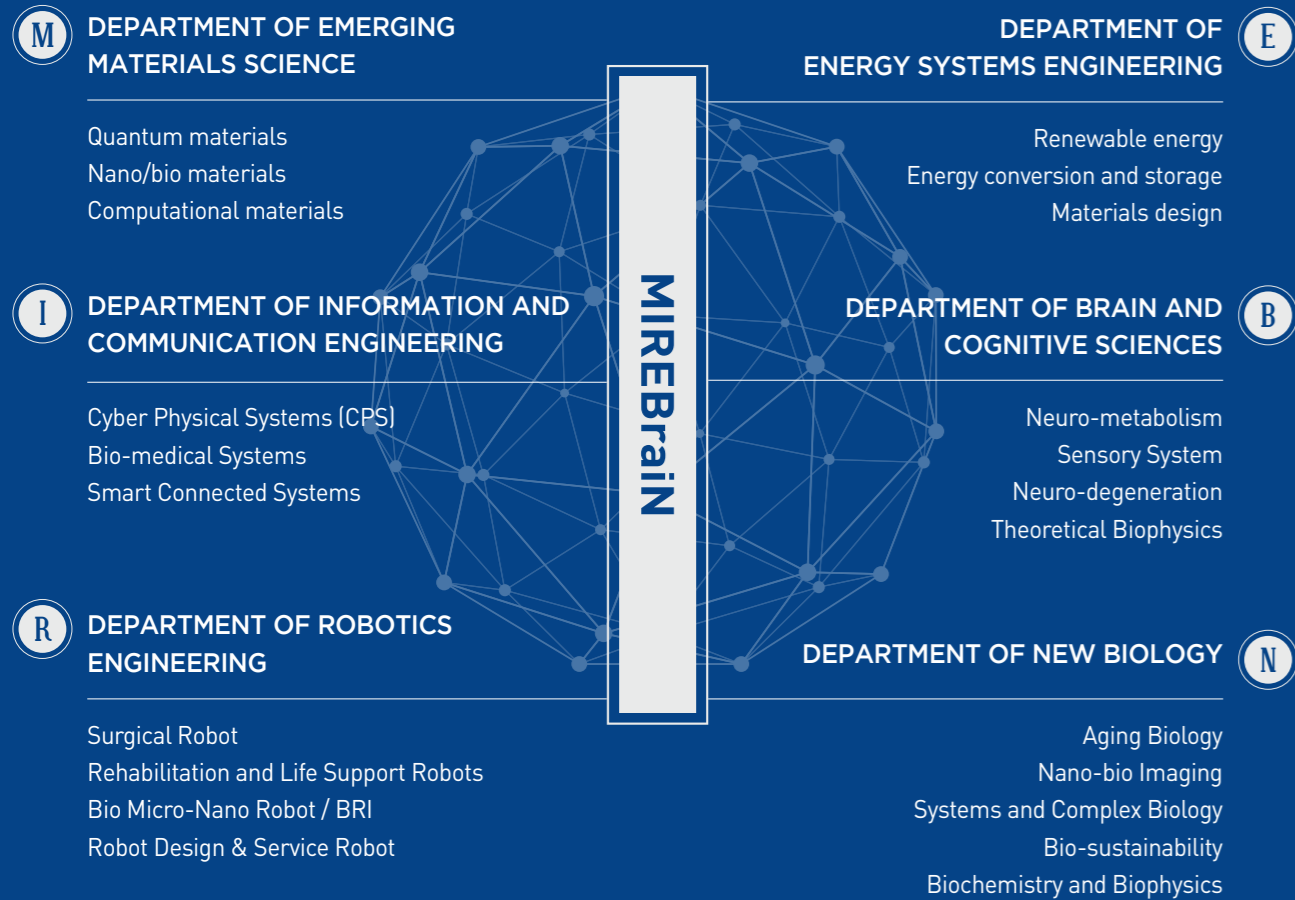 M
DEPARTMENT OF EMERGING
MATERIALS SCIENCE
Quantum materials
Nano/bio materials
Computational materials
I
DEPARTMENT OF INFORMATION AND
COMMUNICATION ENGINEERING
Cyber Physical Systems (CPS)
Bio-medical Systems
Smart Connected Systems
R
DEPARTMENT OF ROBOTICS
ENGINEERING
Surgical Robot
Rehabilitation and Life Support Robots
Bio Micro-Nano Robot / BRI
Robot Design & Service Robot
MIREBraiN
DEPARTMENT OF
ENERGY SYSTEMS ENGINEERING
E
Renewable energy
Energy conversion and storage
Materials design
DEPARTMENT OF BRAIN AND
COGNITIVE SCIENCES
B
Neuro-metabolism
Sensory System
Neuro-degeneration
Theoretical Biophysics
DEPARTMENT OF NEW BIOLOGY
N
Aging Biology
Nano-bio Imaging
Systems and Complex Biology
Bio-sustainability
Biochemistry and Biophysics